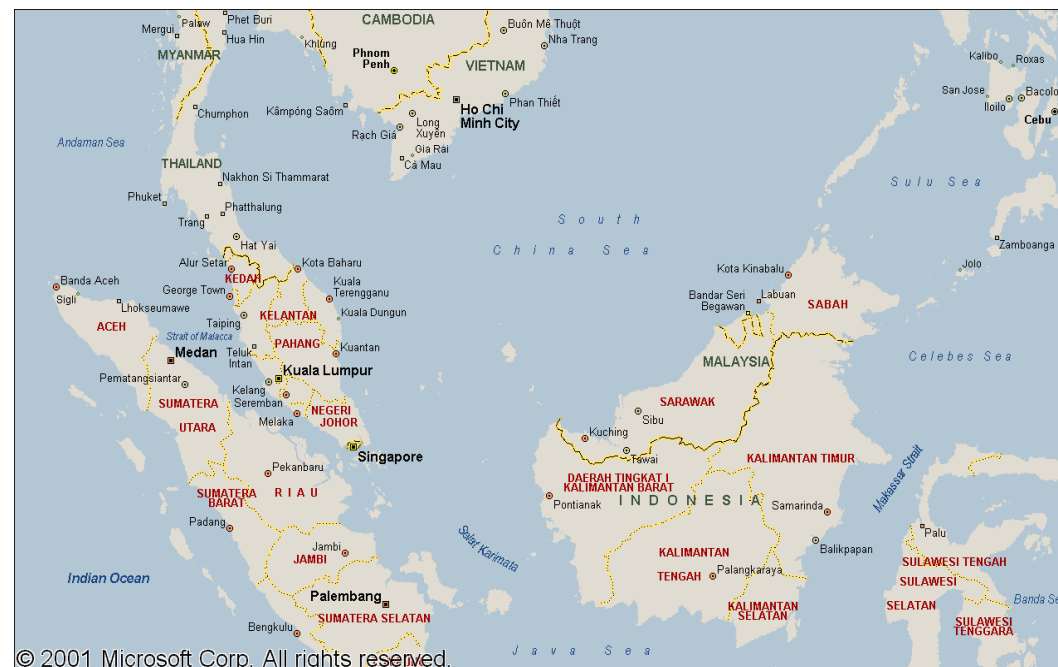 CAMBODIA
Phet Buri
Palaw
Mergui
Hua Hin
Khlung
Buôn Mê Thuột
Nha Trang
Phnom
Penh
MYANMAR
VIETNAM
Kalibo
Roxas
San Jose
Iloilo
Bacolo
Cebu
Chumphon
Kâmpóng Saôm
Ho Chi
Minh City
Phan Thiết
Long
Xuyên
Rạch Giá
Gia Rai
Cà Mau
Andaman Sea
THAILAND
Nakhon Si Thammarat
Phuket
Phatthalung
Trang
Hat Yai
South
China Sea
Sulu Sea
Zamboanga
Jolo
Alur Setar
KEDAH
Kota Baharu
Kuala
Terengganu
George Town
Kuala Dungun
KELANTAN
Taiping
Banda Aceh
Sigli
Lhokseumawe
ACEH
Strait of Malacca
PAHANG
Kuantan
Teluk
Intan
Medan
Kuala Lumpur
Pematangsiantar
Kelang
Seremban
SUMATERA
UTARA
Melaka
NEGERI
JOHOR
Singapore
Kota Kinabalu
Labuan
Bandar Seri
Begawan
SABAH
MALAYSIA
Celebes Sea
SARAWAK
Sibu
Kuching
Tawai
KALIMANTAN TIMUR
Makassar Strait
Pekanbaru
RIAU
SUMATERA
BARAT
Padang
DAERAH TINGKAT I
KALIMANTAN BARAT
Pontianak
INDONESIA
Samarinda
Balikpapan
Palu
Selat Karimata
Jambi
JAMBI
KALIMANTAN
TENGAH
Palangkaraya
SULAWESI TENGAH
SULAWESI
SELATAN
Banda Se
SULAWESI
TENGGARA
Indian Ocean
Palembang
SUMATERA SELATAN
KALIMANTAN
SELATAN
Bengkulu
Java Sea
© 2001 Microsoft Corp. All rights reserved.